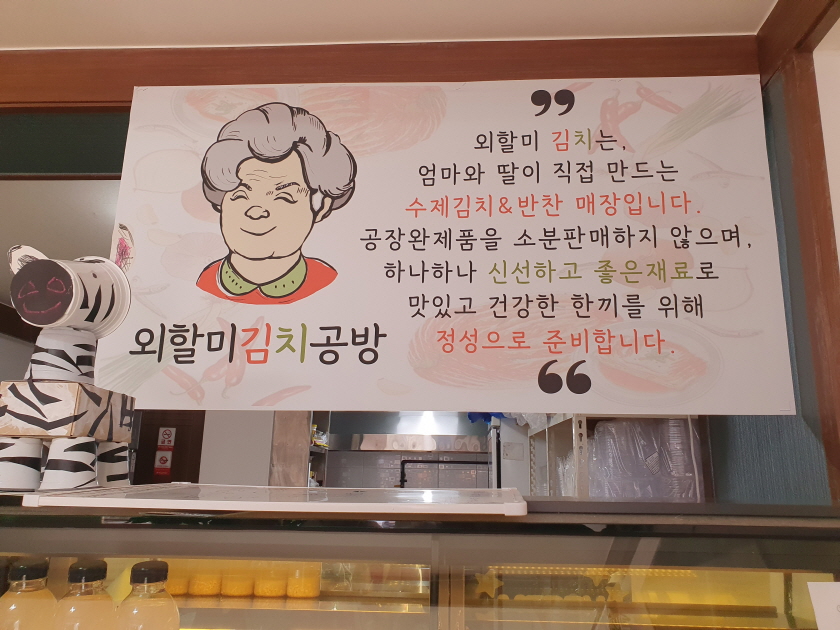 외할미김치공방
외할미 김치는,
엄마와 딸이 직접 만드는
수제김치&반찬 매장입니다.
공장완제품을 소분판매하지 않으며,
하나하나 신선하고 좋은재료로
맛있고 건강한 한끼를 위해
정성으로 준비합니다.